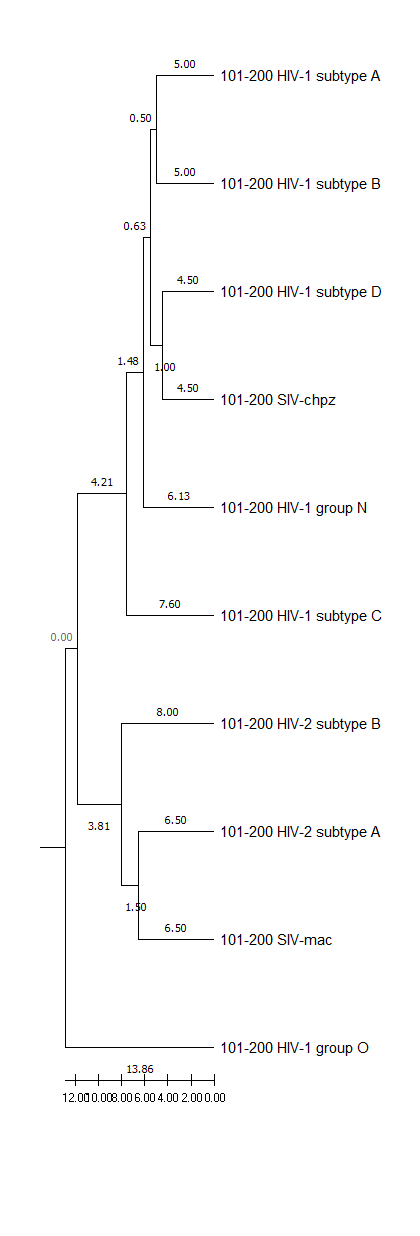 5.00
101-200 HIV-1 subtype A
0.50
5.00
101-200 HIV-1 subtype B
0.63
4.50
101-200 HIV-1 subtype D
1.48
1.00
4.50
101-200 SIV-chpz
4.21
6.13
101-200 HIV-1 group N
7.60
101-200 HIV-1 subtype C
0.00
8.00
101-200 HIV-2 subtype B
3.81
6.50
101-200 HIV-2 subtype A
1.50
6.50
101-200 SIV-mac
101-200 HIV-1 group O
13.86
12.00 10.00 8.00 6.00 4.00 2.00 0.00